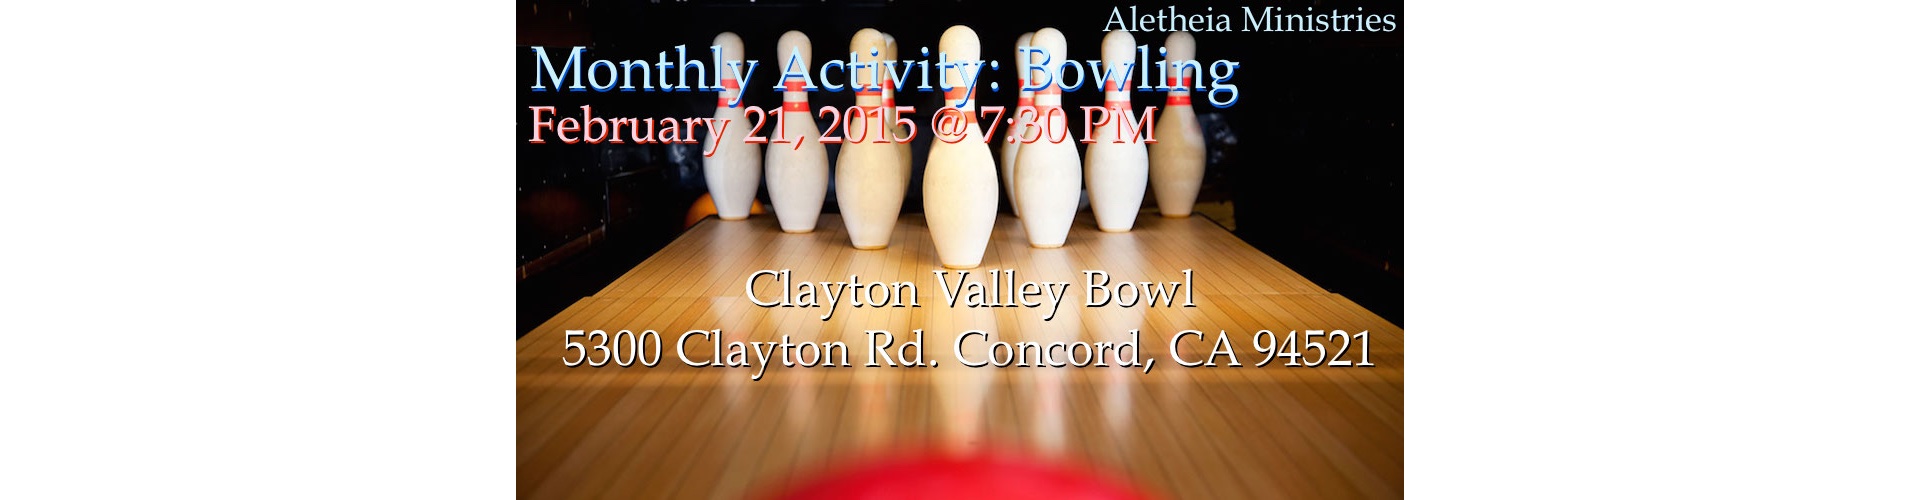 Aletheia Ministries
Monthly Activity: Bowling
February 21, 2015 @ 7:30 PM
Clayton Valley Bowl
5300 Clayton Rd. Concord, CA 94521